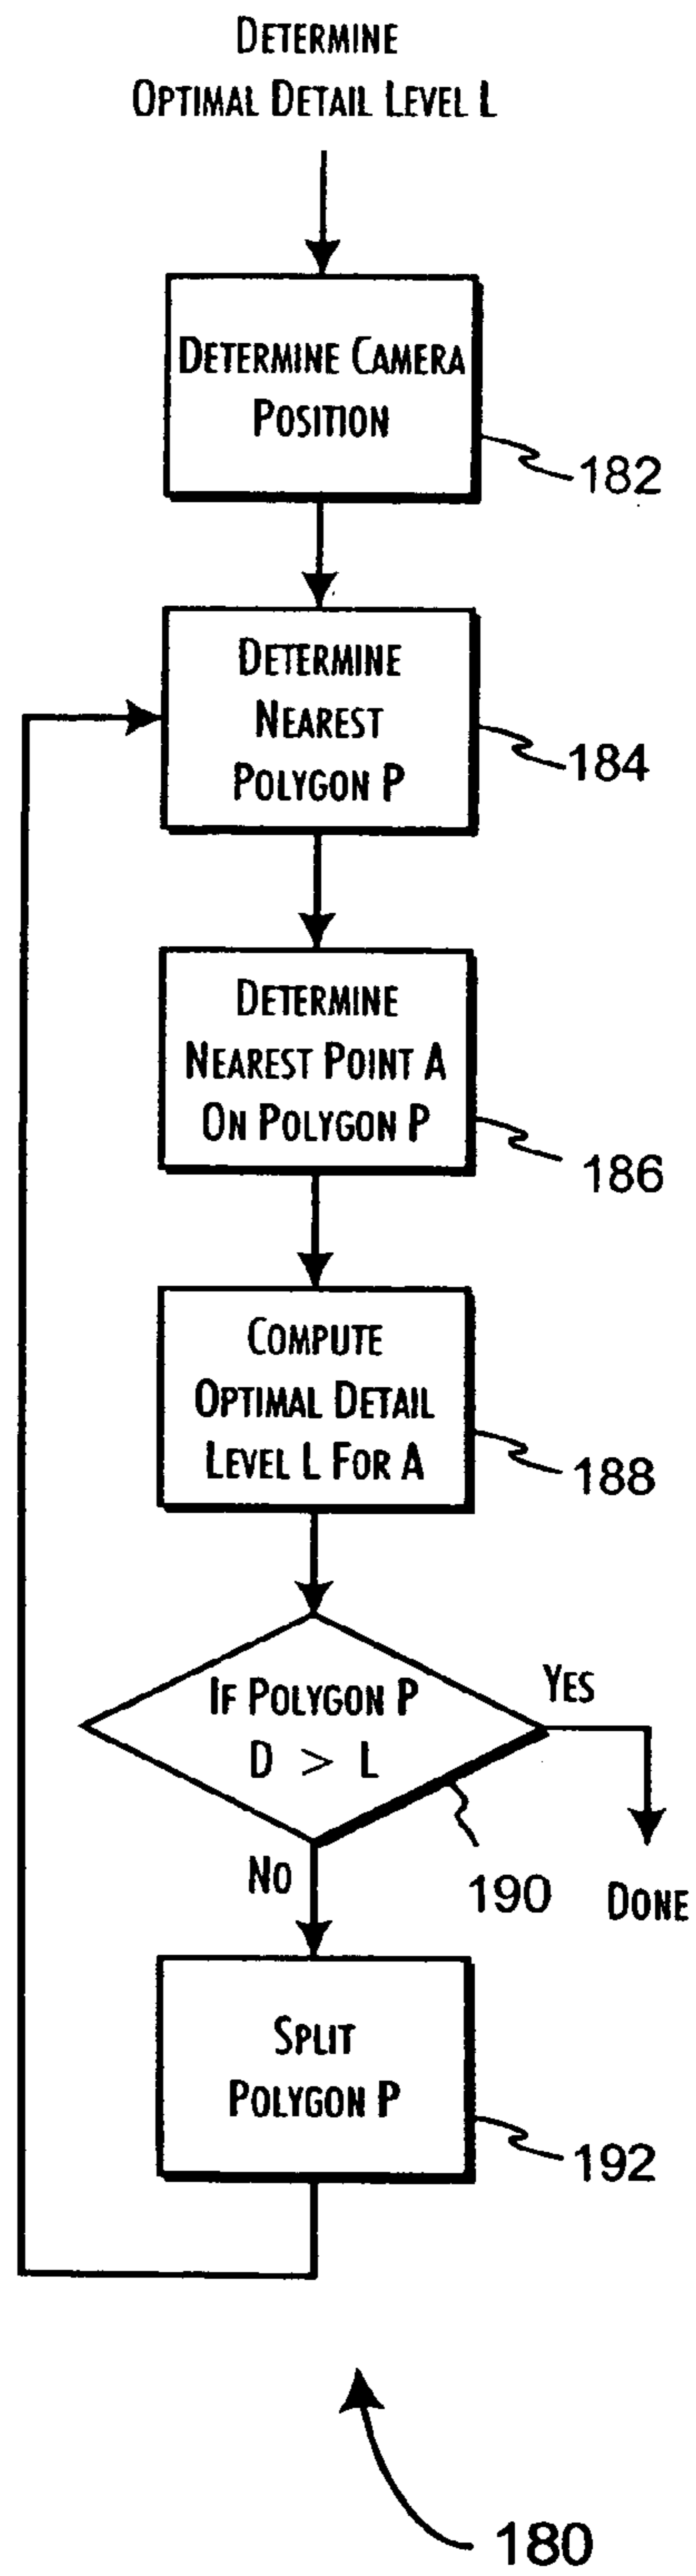 DETERMINE
OPTIMAL DETAIL LEVEL L
DETERMINE CAMERA
POSITION
182
DETERMINE
NEAREST
POLYGON P
184
DETERMINE
NEAREST POINT A
ON POLYGON P
186
COMPUTE
OPTIMAL DETAIL
LEVEL L FOR A
188
IF POLYGON P
D > L
YES
190
DONE
NO
SPLIT
POLYGON P
192
180